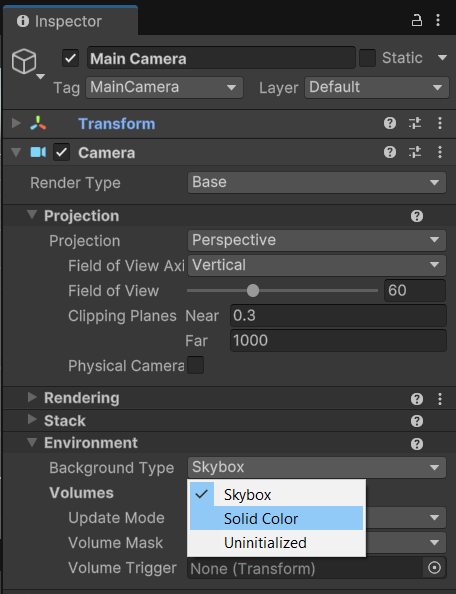 Inspector
Main Camera Static
Tag MainCamera Layer Default
Transform
Camera
Render Type Base
Projection
Projection Perspective
Field of View Axi Vertical
Field of View 60
Clipping Planes Near 0.3
Far 1000
Physical Camera
Rendering
Stack
Environment
Background Type Skybox
Volumes Skybox
Update Mode Solid Color
Volume Mask Uninitialized
Volume Trigger None (Transform)